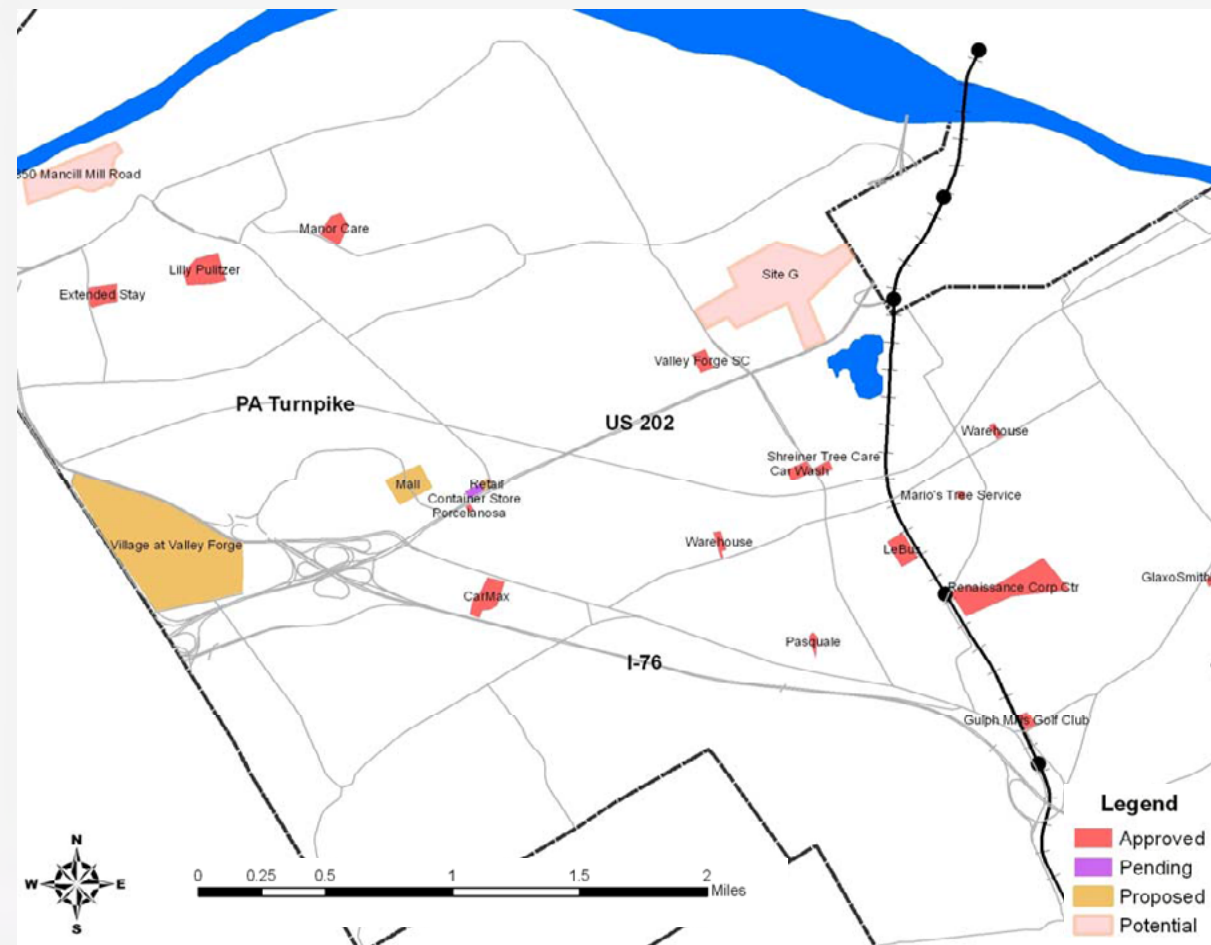 350 Mancill Mill Road
Manor Care
Lilly Pulitzer
Site G
Extended Stay
Valley Forge SC
PA Turnpike
US 202
Warehouse
Shreiner Tree Care
Car Wash
Mall
Retail
Container Store
Porcelanosa
Mario's Tree Service
Village at Valley Forge
Warehouse
LeBus
GlaxoSmith
Renaissance Corp Ctr
CarMax
Pasquale
I-76
Gulph Mills Golf Club
Legend
Approved
Pending
Proposed
Potential
N
W E
S
0 0.25 0.5 1 1.5 2
Miles